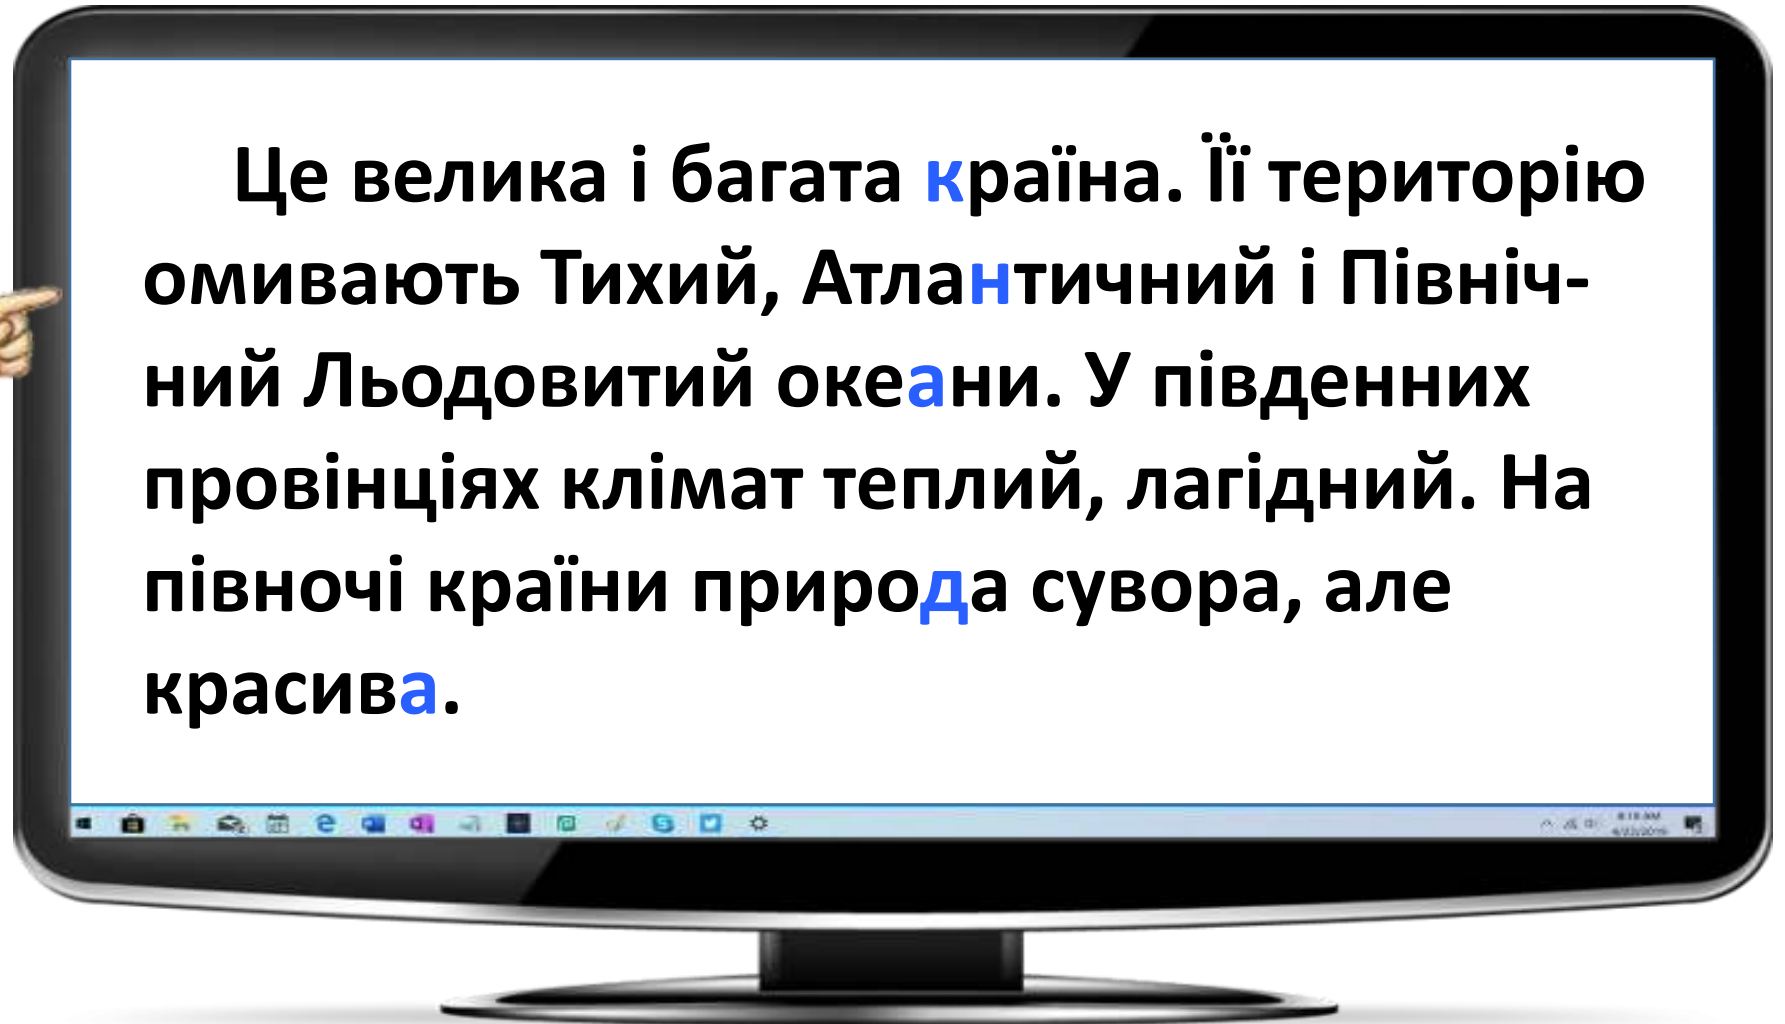 Це велика і багата країна. Її територію
омивають Тихий, Атлантичний і Північ-
ний Льодовитий океани. У південних
провінціях клімат теплий, лагідний. На
півночі країни природа сувора, але
красива.